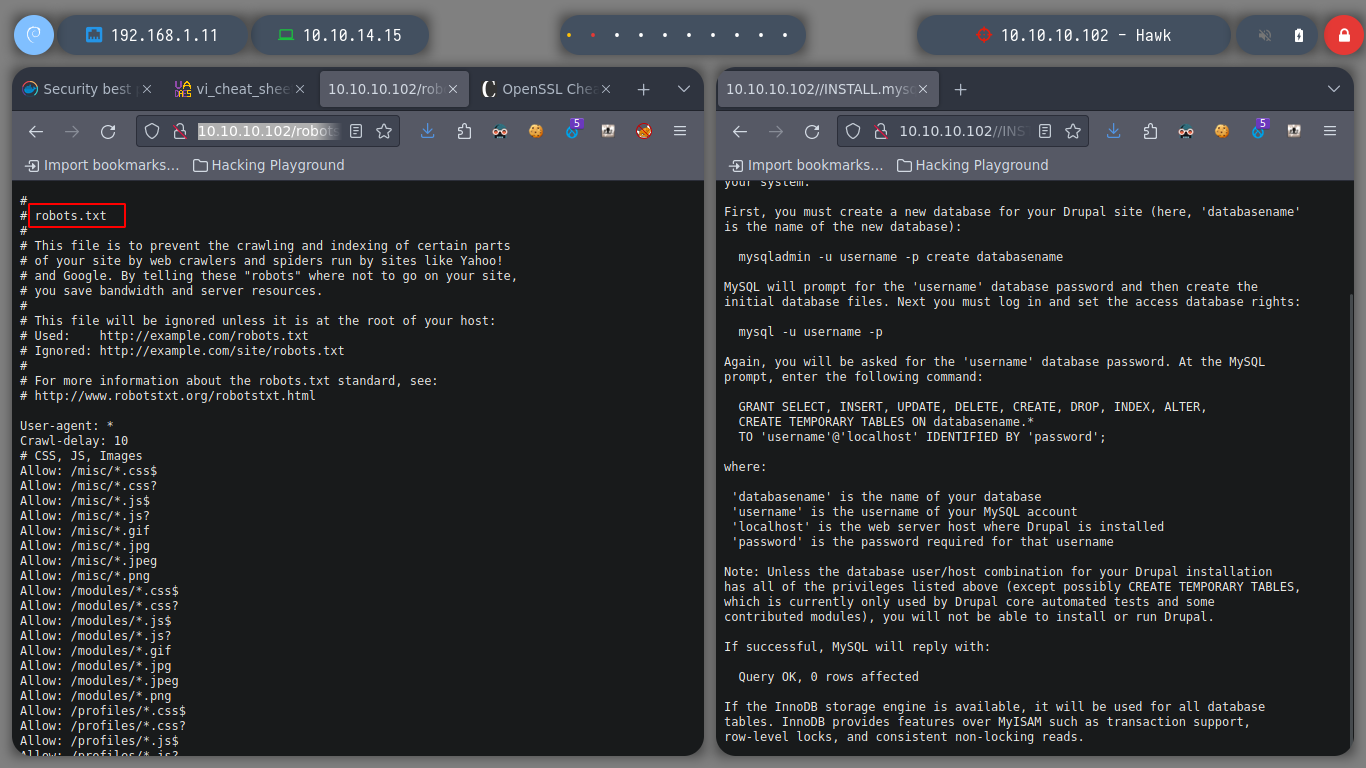 192.168.1.11
10.10.14.15
10.10.10.102 - Hawk
Security best
vi_cheat_shee
10.10.10.102/rob
OpenSSL Chea
10.10.10.102/robots
5
Import bookmarks...
Hacking Playground
#
# robots.txt
#
# This file is to prevent the crawling and indexing of certain parts
# of your site by web crawlers and spiders run by sites like Yahoo!
# and Google. By telling these "robots" where not to go on your site,
# you save bandwidth and server resources.
#
# This file will be ignored unless it is at the root of your host:
# Used:    http://example.com/robots.txt
# Ignored: http://example.com/site/robots.txt
#
# For more information about the robots.txt standard, see:
# http://www.robotstxt.org/robotstxt.html
User-agent: *
Crawl-delay: 10
# CSS, JS, Images
Allow: /misc/*.css$
Allow: /misc/*.css?
Allow: /misc/*.js$
Allow: /misc/*.js?
Allow: /misc/*.gif
Allow: /misc/*.jpg
Allow: /misc/*.jpeg
Allow: /misc/*.png
Allow: /modules/*.css$
Allow: /modules/*.css?
Allow: /modules/*.js$
Allow: /modules/*.js?
Allow: /modules/*.gif
Allow: /modules/*.jpg
Allow: /modules/*.jpeg
Allow: /modules/*.png
Allow: /profiles/*.css$
Allow: /profiles/*.css?
Allow: /profiles/*.js$
Allow: /profiles/*.js?
10.10.10.102//INSTALL.mys
10.10.10.102//INS
5
Import bookmarks...
Hacking Playground
your system.
First, you must create a new database for your Drupal site (here, 'databasename'
is the name of the new database):
mysqladmin -u username -p create databasename
MySQL will prompt for the 'username' database password and then create the
initial database files. Next you must log in and set the access database rights:
mysql -u username -p
Again, you will be asked for the 'username' database password. At the MySQL
prompt, enter the following command:
GRANT SELECT, INSERT, UPDATE, DELETE, CREATE, DROP, INDEX, ALTER,
CREATE TEMPORARY TABLES ON databasename.*
TO 'username'@'localhost' IDENTIFIED BY 'password';
where:
'databasename' is the name of your database
'username' is the username of your MySQL account
'localhost' is the web server host where Drupal is installed
'password' is the password required for that username
Note: Unless the database user/host combination for your Drupal installation
has all of the privileges listed above (except possibly CREATE TEMPORARY TABLES,
which is currently only used by Drupal core automated tests and some
contributed modules), you will not be able to install or run Drupal.
If successful, MySQL will reply with:
Query OK, 0 rows affected
If the InnoDB storage engine is available, it will be used for all database
tables. InnoDB provides features over MyISAM such as transaction support,
row-level locks, and consistent non-locking reads.